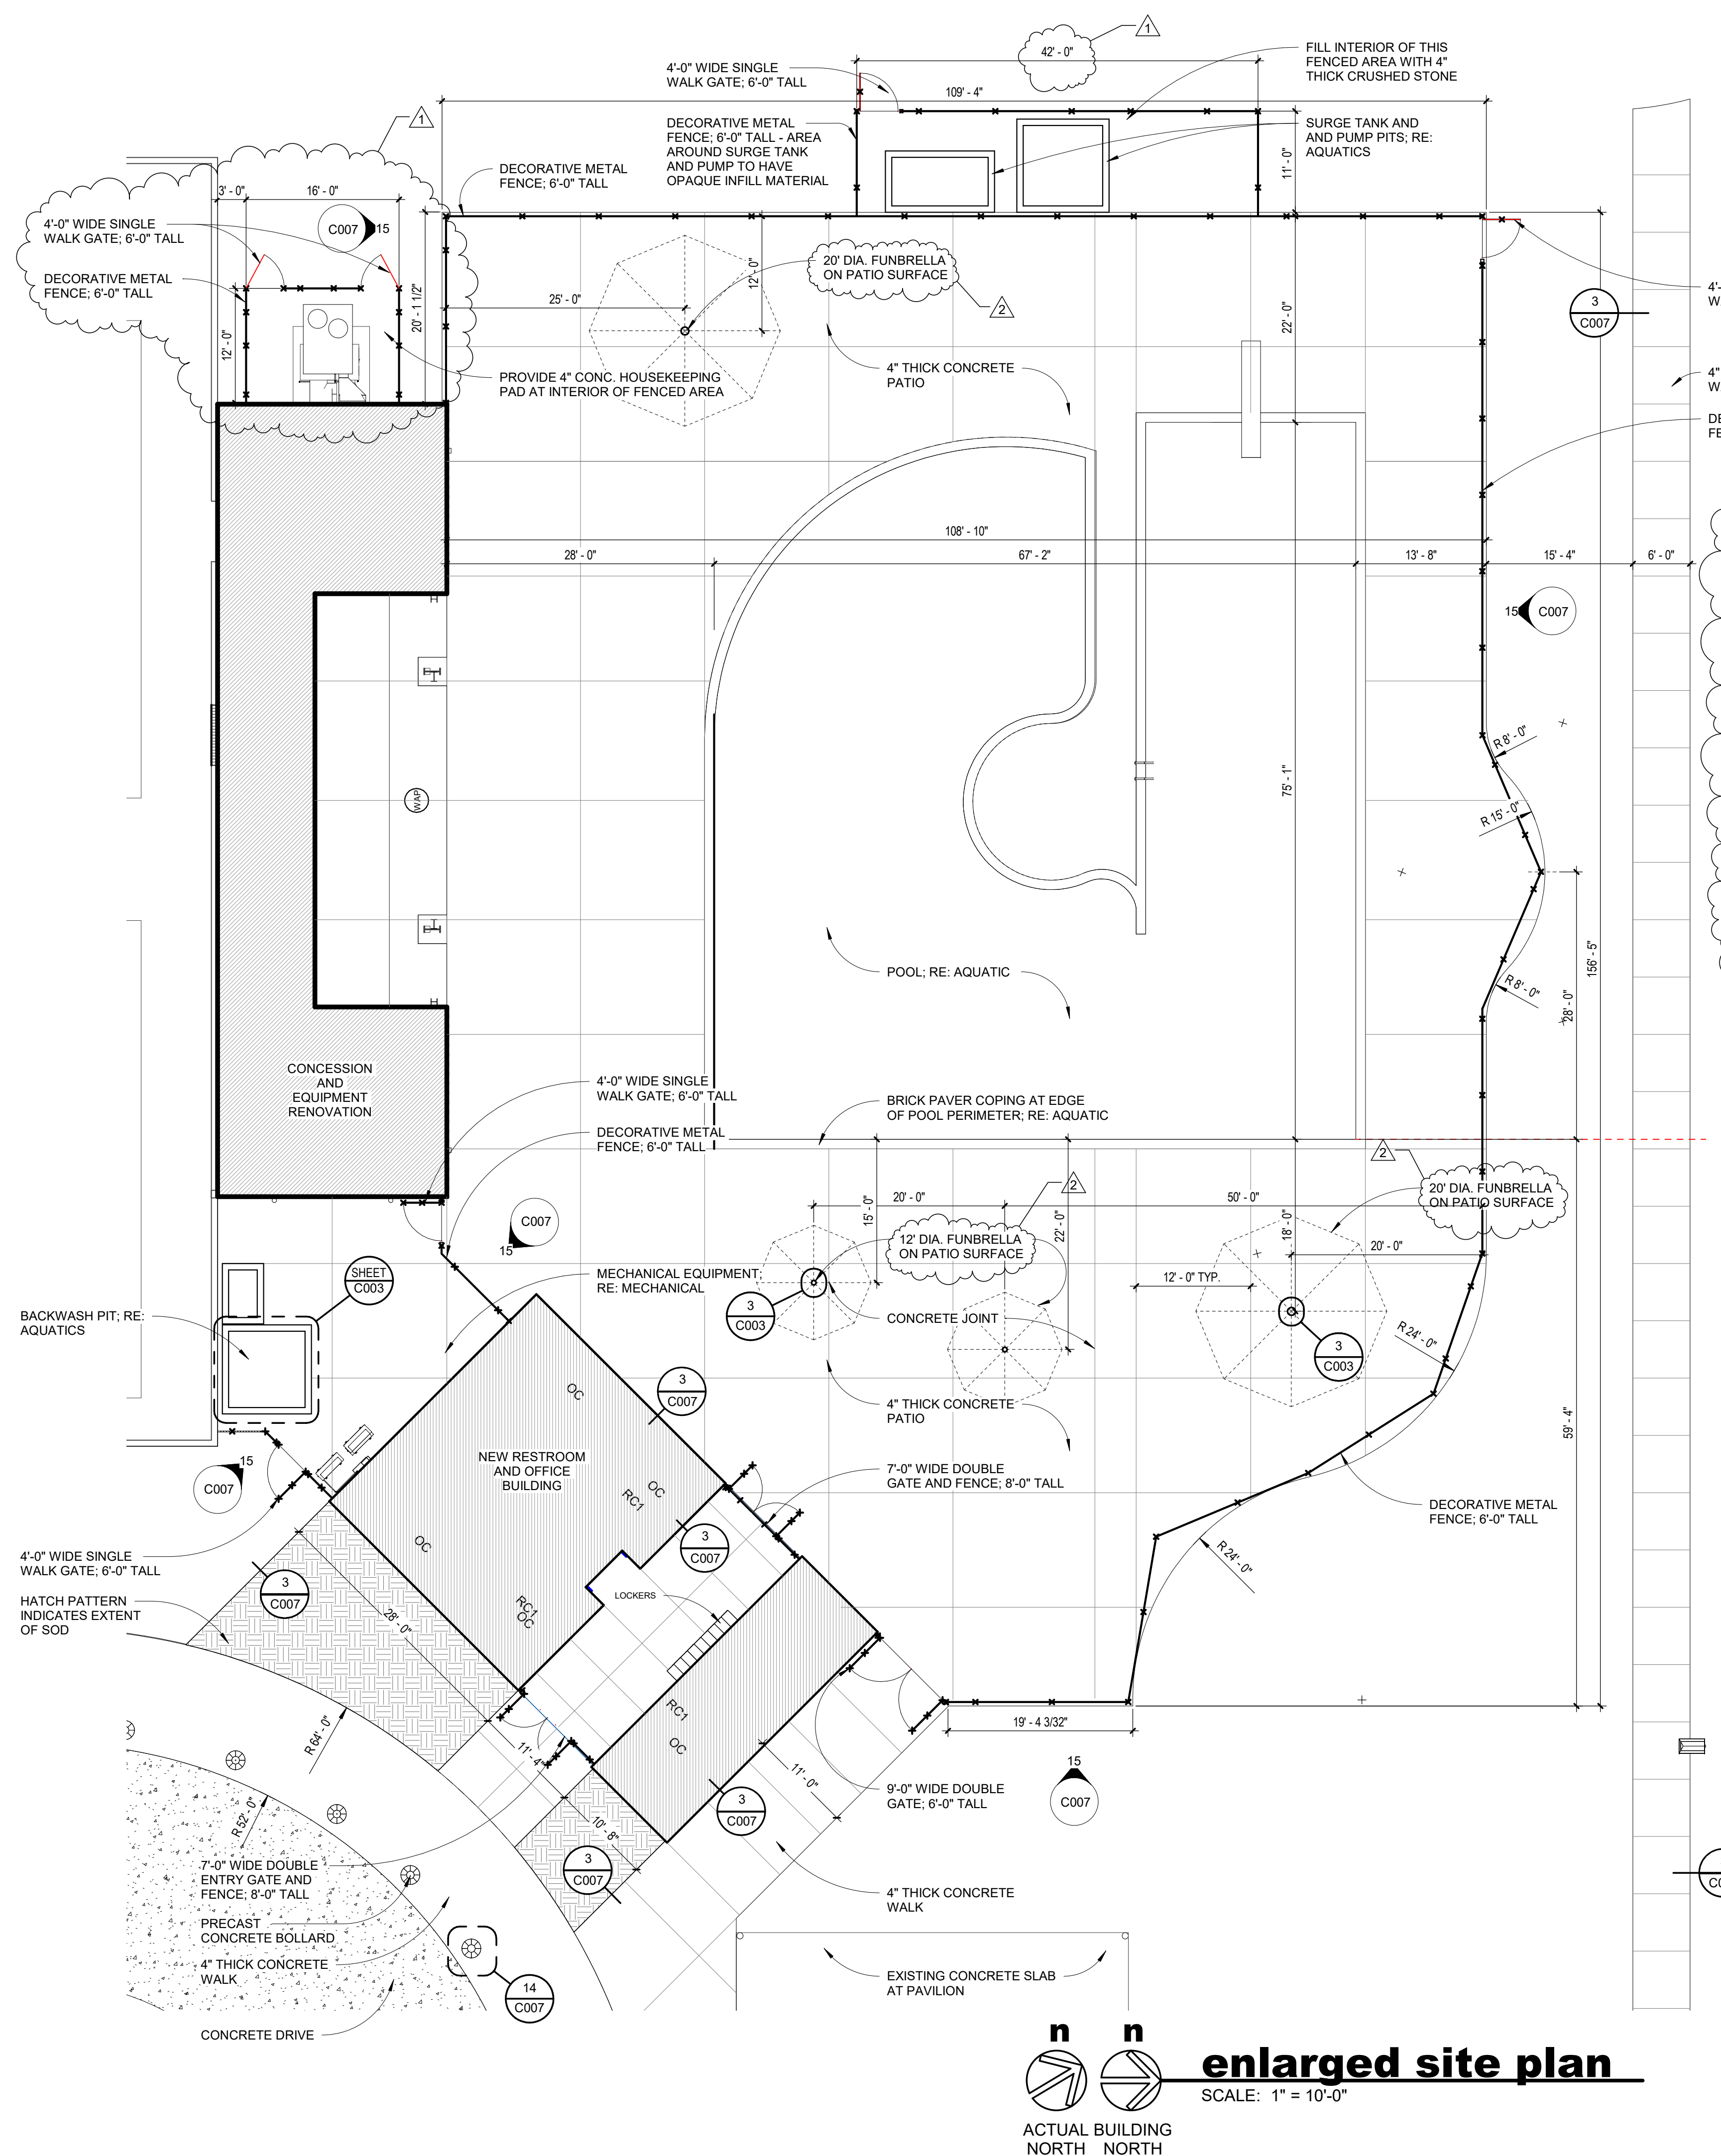 1
42' - 0"
FILL INTERIOR OF THIS
FENCED AREA WITH 4"
THICK CRUSHED STONE
4'-0" WIDE SINGLE
WALK GATE; 6'-0" TALL
109' - 4"
1
DECORATIVE METAL
FENCE; 6'-0" TALL - AREA
AROUND SURGE TANK
AND PUMP TO HAVE
OPAQUE INFILL MATERIAL
SURGE TANK AND
AND PUMP PITS; RE:
AQUATICS
11' - 0"
DECORATIVE METAL
FENCE; 6'-0" TALL
3' - 0"
16' - 0"
4'-0" WIDE SINGLE
WALK GATE; 6'-0" TALL
C007
15
DECORATIVE METAL
FENCE; 6'-0" TALL
12' - 0"
20' - 1 1/2"
25' - 0"
12' - 0"
20' DIA. FUNBRELLA
ON PATIO SURFACE
2
22' - 0"
3
C007
4'-
W
4"
W
DE
FE
PROVIDE 4" CONC. HOUSEKEEPING
PAD AT INTERIOR OF FENCED AREA
4" THICK CONCRETE
PATIO
108' - 10"
28' - 0"
67' - 2"
13' - 8"
15' - 4"
6' - 0"
15
C007
WAP
75' - 1"
R 8' - 0"
R 15' - 0"
R 8' - 0"
156' - 5"
28' - 0"
POOL; RE: AQUATIC
CONCESSION
AND
EQUIPMENT
RENOVATION
4'-0" WIDE SINGLE
WALK GATE; 6'-0" TALL
BRICK PAVER COPING AT EDGE
OF POOL PERIMETER; RE: AQUATIC
DECORATIVE METAL
FENCE; 6'-0" TALL
2
2
20' DIA. FUNBRELLA
ON PATIO SURFACE
C007
15
15' - 0"
20' - 0"
22' - 0"
50' - 0"
18' - 0"
20' - 0"
12' DIA. FUNBRELLA
ON PATIO SURFACE
12' - 0" TYP.
SHEET
C003
MECHANICAL EQUIPMENT;
RE: MECHANICAL
BACKWASH PIT; RE:
AQUATICS
3
C003
CONCRETE JOINT
3
C003
R 24' - 0"
OC
3
C007
4" THICK CONCRETE
PATIO
59' - 4"
15
C007
NEW RESTROOM
AND OFFICE
BUILDING
OC
RC1
7'-0" WIDE DOUBLE
GATE AND FENCE; 8'-0" TALL
DECORATIVE METAL
FENCE; 6'-0" TALL
OC
3
C007
R 24' - 0"
4'-0" WIDE SINGLE
WALK GATE; 6'-0" TALL
3
C007
LOCKERS
HATCH PATTERN
INDICATES EXTENT
OF SOD
28' - 0"
RC1
OC
RC1
OC
R 64' - 0"
19' - 4 3/32"
11' - 4"
15
C007
11' - 0"
9'-0" WIDE DOUBLE
GATE; 6'-0" TALL
R 52' - 0"
10' - 8"
3
C007
3
C007
7'-0" WIDE DOUBLE
ENTRY GATE AND
FENCE; 8'-0" TALL
4" THICK CONCRETE
WALK
PRECAST
CONCRETE BOLLARD
4" THICK CONCRETE
WALK
EXISTING CONCRETE SLAB
AT PAVILION
14
C007
CONCRETE DRIVE
n n
enlarged site plan
SCALE: 1" = 10'-0"
ACTUAL BUILDING
NORTH NORTH